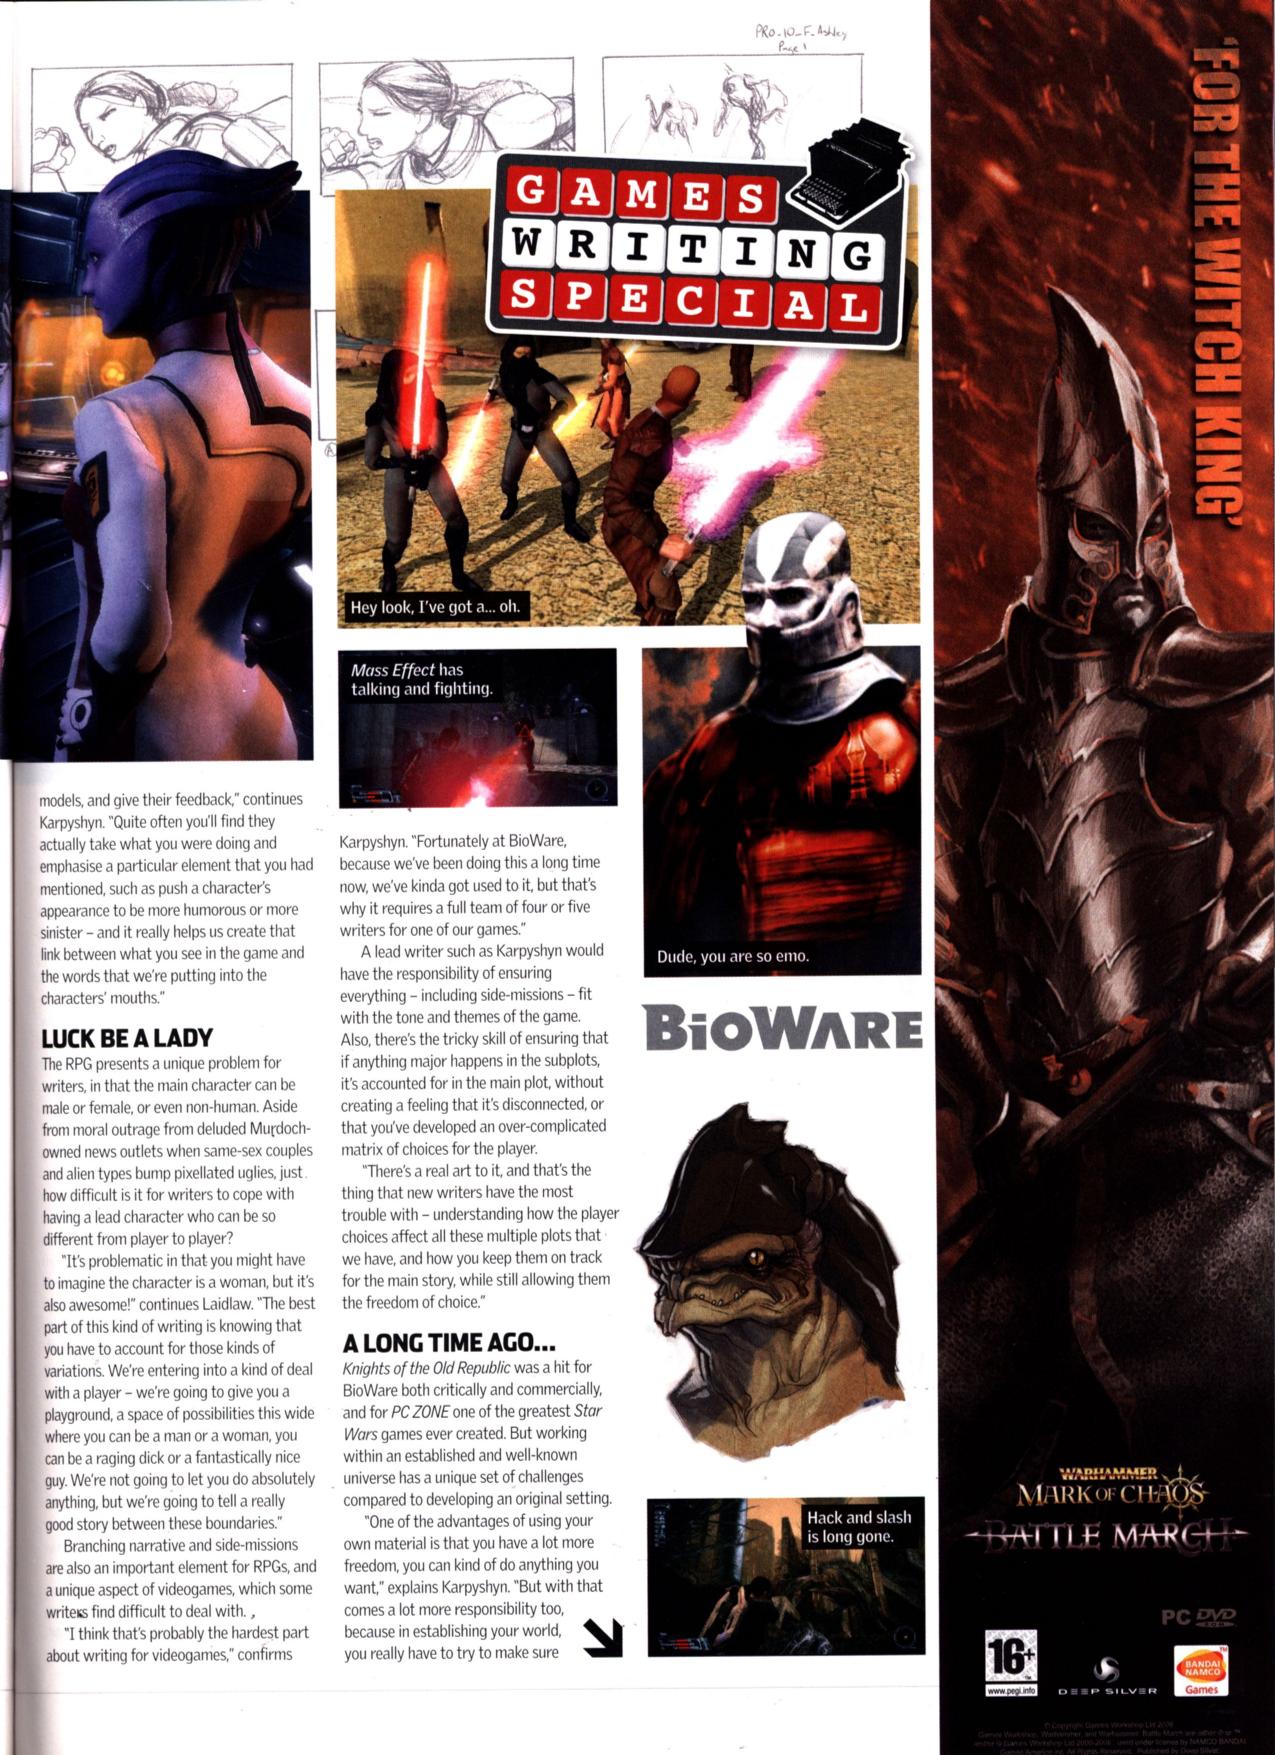 PRO-10-F-Ashley
Page 1
GAMES
WRITING
SPECIAL
Hey look, I've got a... oh.
Mass Effect has
talking and fighting.
Dude, you are so emo.
models, and give their feedback," continues
Karpyshyn. "Quite often you'll find they
actually take what you were doing and
emphasise a particular element that you had
mentioned, such as push a character's
appearance to be more humorous or more
sinister – and it really helps us create that
link between what you see in the game and
the words that we're putting into the
characters' mouths."
LUCK BE A LADY
The RPG presents a unique problem for
writers, in that the main character can be
male or female, or even non-human. Aside
from moral outrage from deluded Murdoch-
owned news outlets when same-sex couples
and alien types bump pixellated uglies, just
how difficult is it for writers to cope with
having a lead character who can be so
different from player to player?
"It's problematic in that you might have
to imagine the character is a woman, but it's
also awesome!" continues Laidlaw. "The best
part of this kind of writing is knowing that
you have to account for those kinds of
variations. We're entering into a kind of deal
with a player – we're going to give you a
playground, a space of possibilities this wide
where you can be a man or a woman, you
can be a raging dick or a fantastically nice
guy. We're not going to let you do absolutely
anything, but we're going to tell a really
good story between these boundaries."
Branching narrative and side-missions
are also an important element for RPGs, and
a unique aspect of videogames, which some
writers find difficult to deal with.
"I think that's probably the hardest part
about writing for videogames," confirms
Karpyshyn. "Fortunately at BioWare,
because we've been doing this a long time
now, we've kinda got used to it, but that's
why it requires a full team of four or five
writers for one of our games."
A lead writer such as Karpyshyn would
have the responsibility of ensuring
everything – including side-missions – fit
with the tone and themes of the game.
Also, there's the tricky skill of ensuring that
if anything major happens in the subplots,
it's accounted for in the main plot, without
creating a feeling that it's disconnected, or
that you've developed an over-complicated
matrix of choices for the player.
"There's a real art to it, and that's the
thing that new writers have the most
trouble with – understanding how the player
choices affect all these multiple plots that
we have, and how you keep them on track
for the main story, while still allowing them
the freedom of choice."
A LONG TIME AGO...
Knights of the Old Republic was a hit for
BioWare both critically and commercially,
and for PC ZONE one of the greatest Star
Wars games ever created. But working
within an established and well-known
universe has a unique set of challenges
compared to developing an original setting.
"One of the advantages of using your
own material is that you have a lot more
freedom, you can kind of do anything you
want," explains Karpyshyn. "But with that
comes a lot more responsibility too,
because in establishing your world,
you really have to try to make sure
BIOWARE
Hack and slash
is long gone.
'FOR THE WITCH KING'
WARHAMMER
MARK OF CHAOS
BATTLE MARCH
PC DVD
ROM
16+
www.pegi.info
DEEP SILVER
BANDAI
NAMCO
Games
© Copyright Games Workshop Ltd 2008